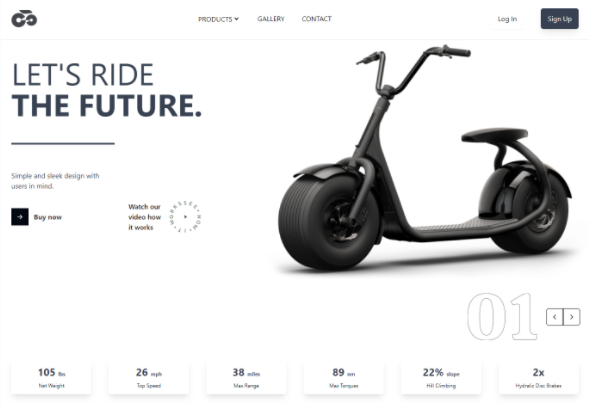 PRODUCTS GALLERY CONTACT Log In Sign Up
LET'S RIDE
THE FUTURE.
Simple and sleek design with
users in mind.
Buy now
Watch our
video how
it works
01
105 lbs
Net Weight
26 mph
Top Speed
38 miles
Max Range
89 nm
Max Torques
22% slope
Hill Climbing
2x
Hydralic Disc Brakes